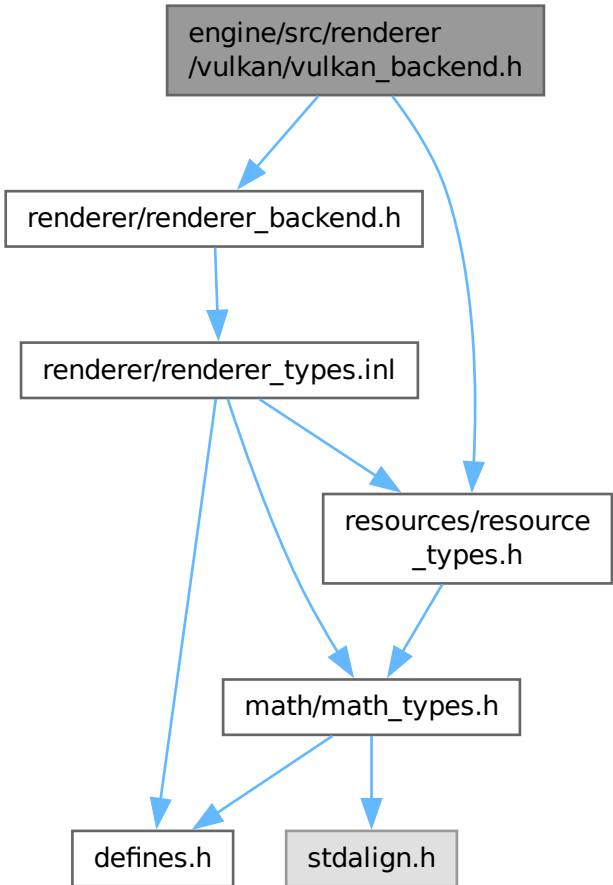 engine/src/renderer
/vulkan/vulkan_backend.h
renderer/renderer_backend.h
renderer/renderer_types.inl
resources/resource
_types.h
math/math_types.h
defines.h
stdalign.h